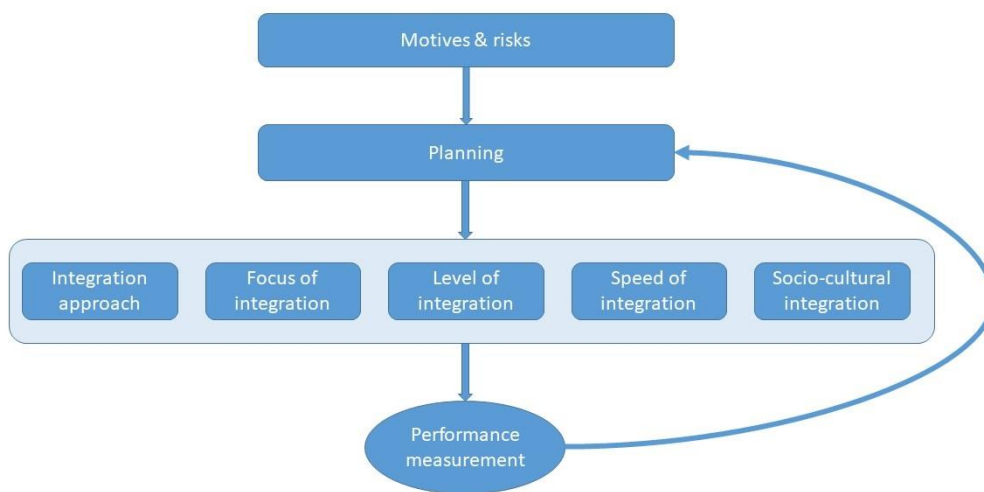 Motives & risks
Planning
Integration
approach
Focus of
integration
Level of
integration
Speed of
integration
Socio-cultural
integration
Performance
measurement